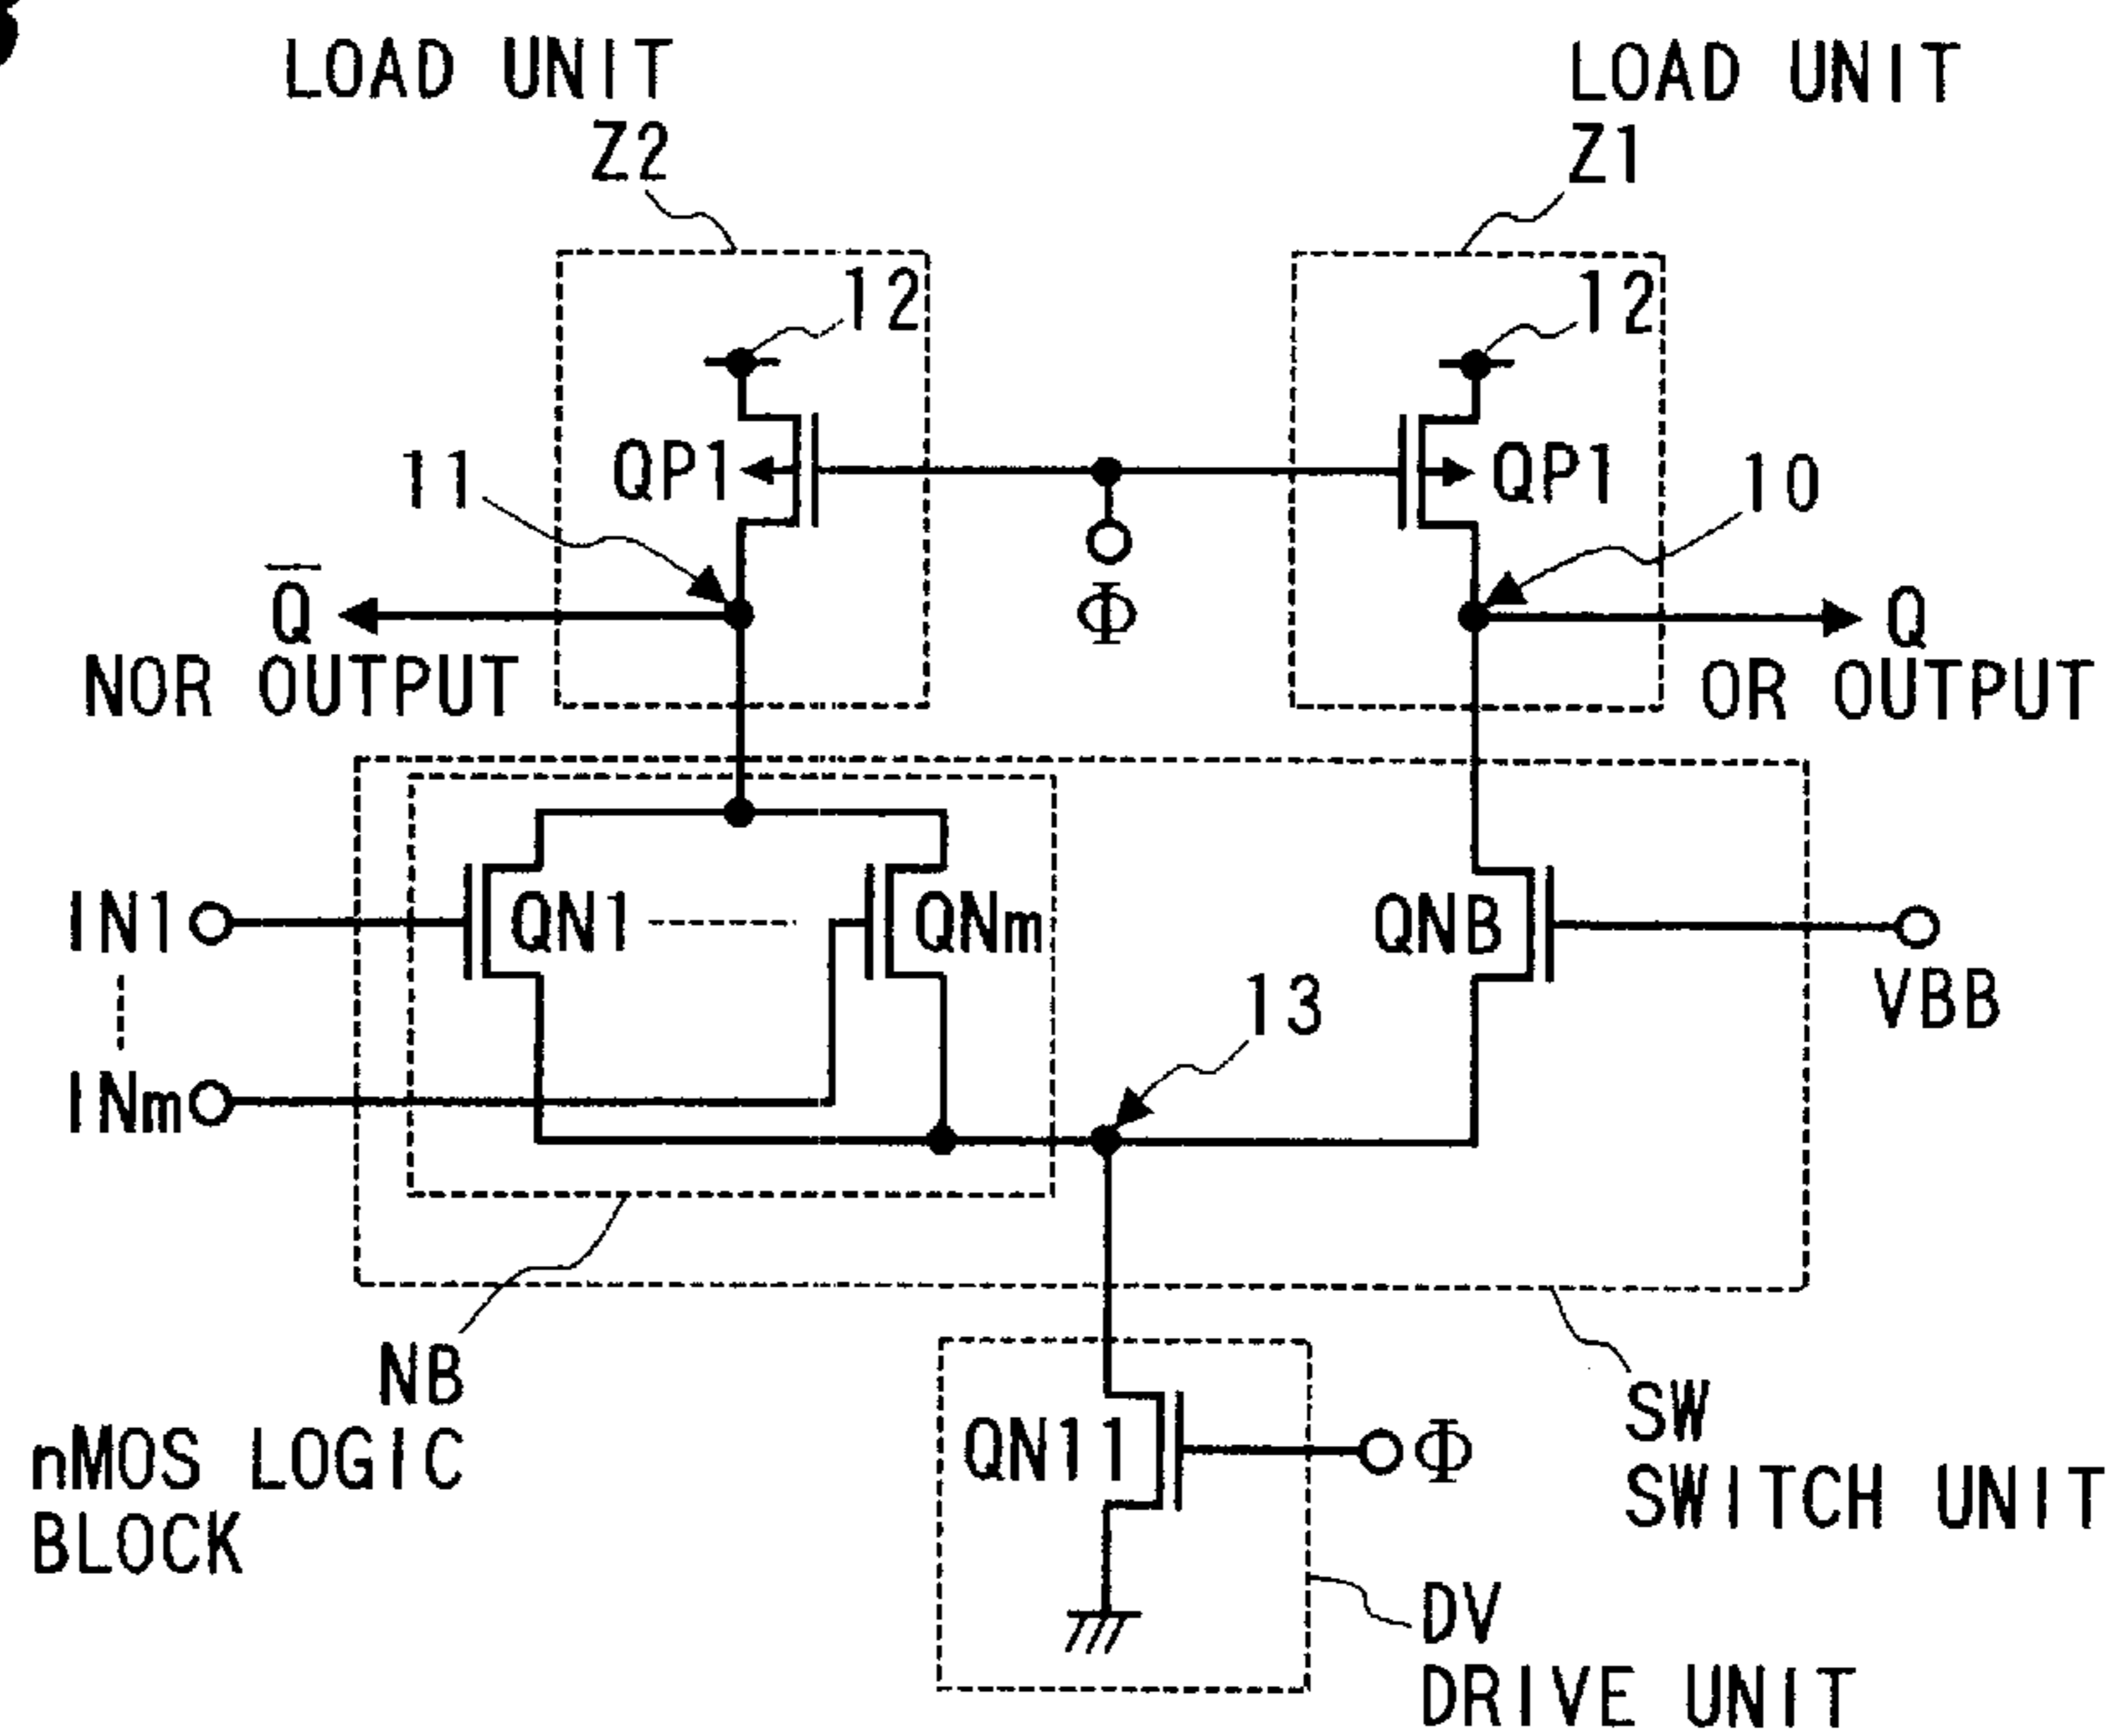 LOAD UNIT
Z2
LOAD UNIT
Z1
12
12
11
QP1
QP1
10
Q̅
NOR OUTPUT
Φ
Q
OR OUTPUT
IN1
QN1
QNm
QNB
VBB
13
INm
NB
nMOS LOGIC
BLOCK
QN11
Φ
SW
SWITCH UNIT
DV
DRIVE UNIT